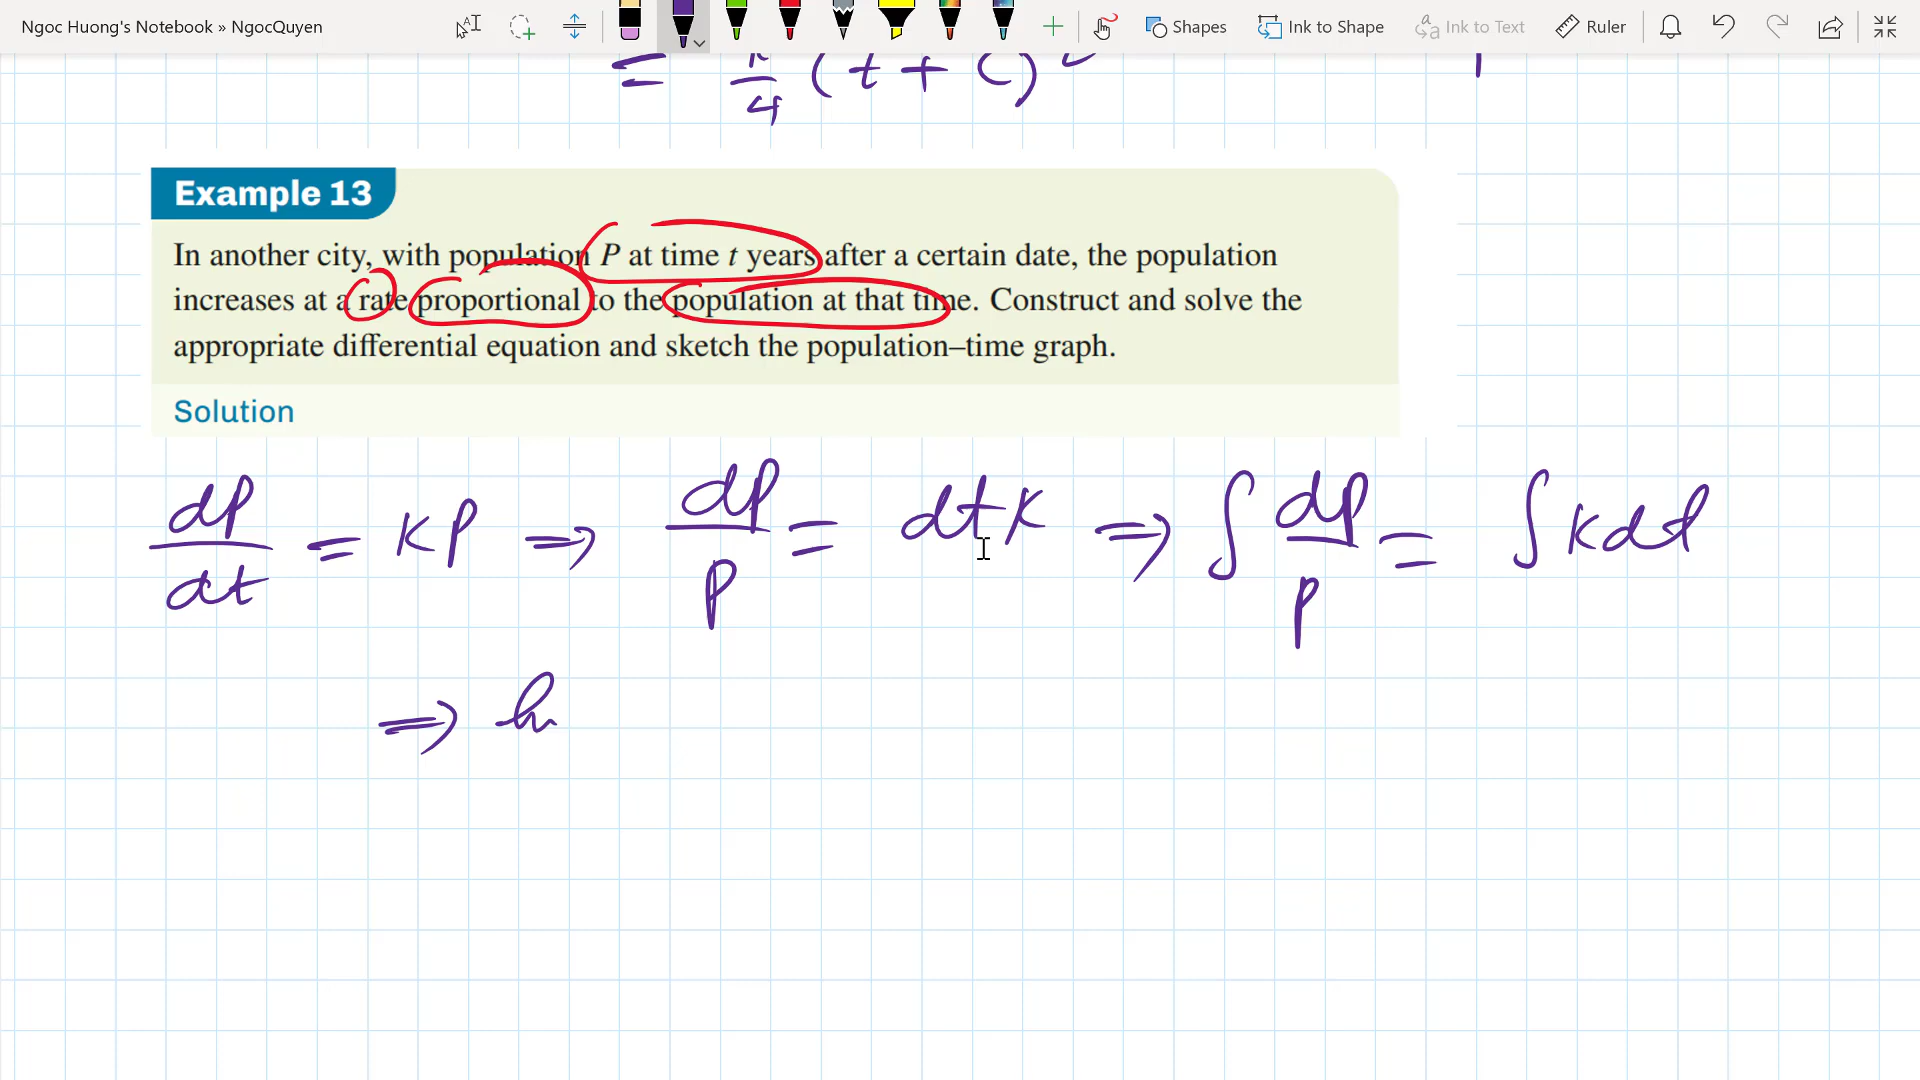 Ngoc Huong's Notebook » NgocQuyen
Shapes
Ink to Shape
Ink to Text
Ruler
= k/4 (t + C)²
Example 13
In another city, with population P at time t years after a certain date, the population
increases at a rate proportional to the population at that time. Construct and solve the
appropriate differential equation and sketch the population–time graph.
Solution
dP/dt = kP ⇒ dP/P = dt k ⇒ ∫ dP/P = ∫ k dt
⇒ ln